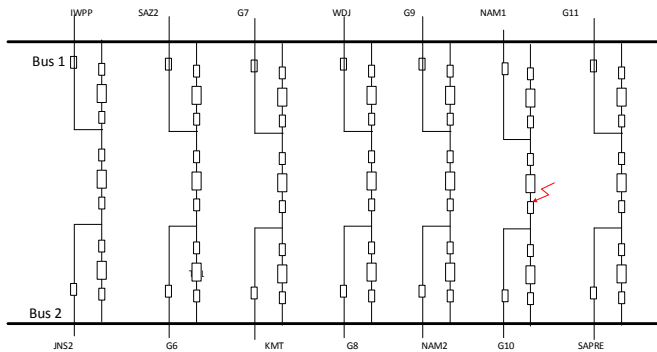 IWPP SAZ2 G7 WDJ G9 NAM1 G11
Bus 1
Bus 2
JNS2 G6 KMT G8 NAM2 G10 SAPRE